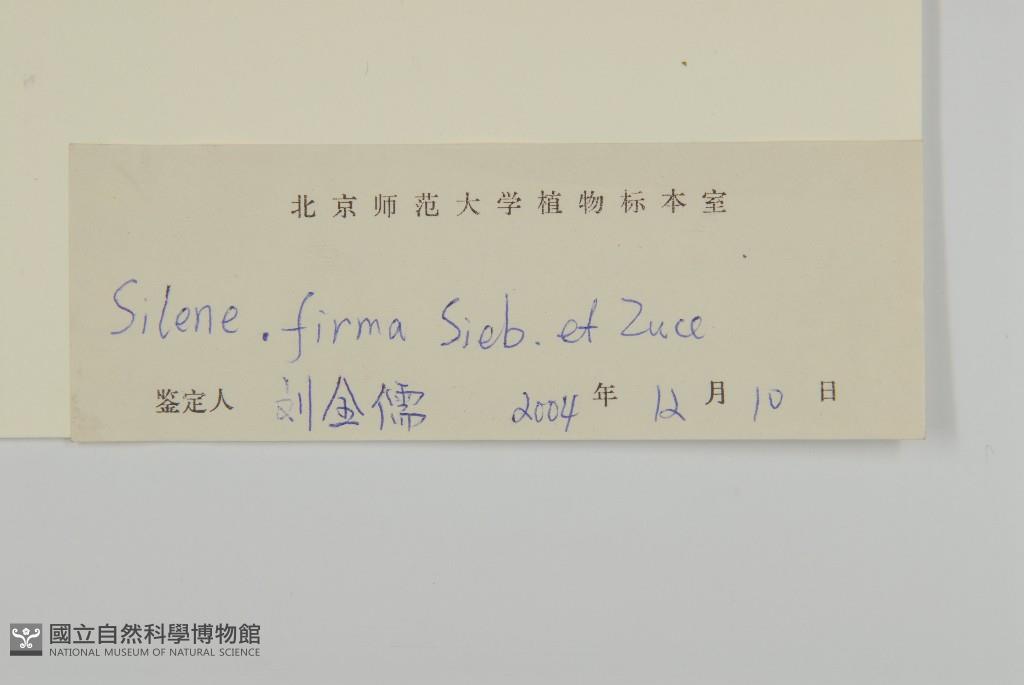 北京师范大学植物标本室
Silene. firma Sieb. et Zucc
鉴定人 刘全儒 2004 年 12 月 10 日
國立自然科學博物館
NATIONAL MUSEUM OF NATURAL SCIENCE